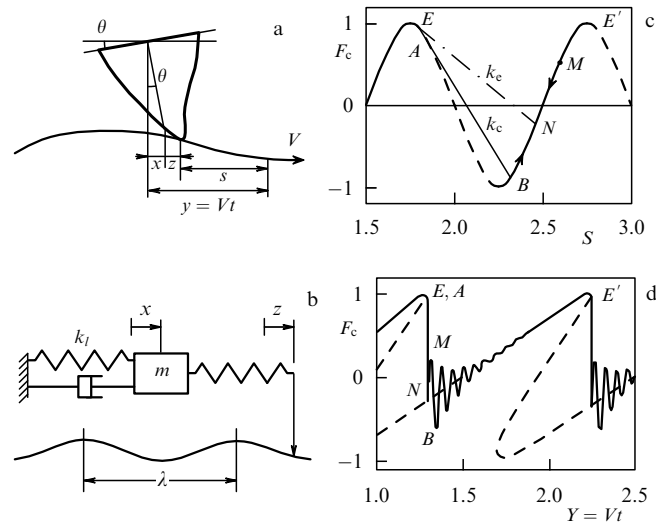 θ
a
θ
V
x z
s
y = Vt
b
x
z
k_l
m
λ
c
1
E
E′
F_c
A
M
k_e
0
N
k_c
B
−1
1.5 2.0 2.5 3.0
S
d
1
E, A
E′
F_c
M
0
N
B
−1
1.0 1.5 2.0 2.5
Y = Vt